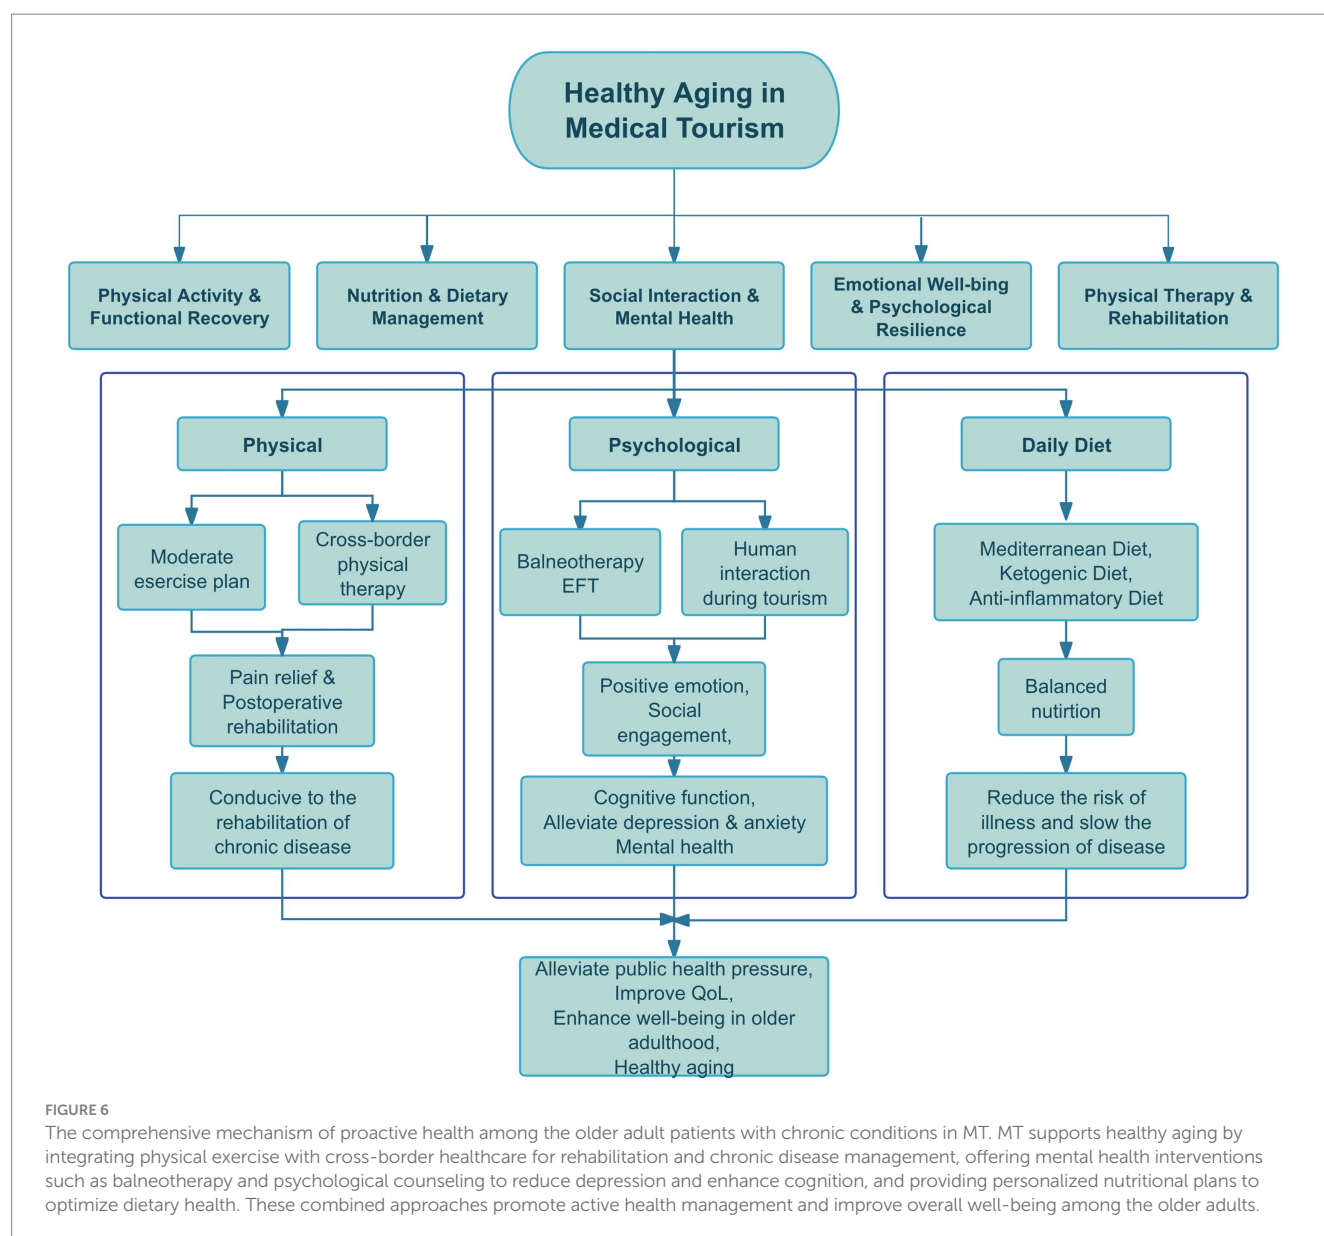 Healthy Aging in
Medical Tourism
Physical Activity &
Functional Recovery
Nutrition & Dietary
Management
Social Interaction &
Mental Health
Emotional Well-bing
& Psychological
Resilience
Physical Therapy &
Rehabilitation
Physical
Psychological
Daily Diet
Moderate
esercise plan
Cross-border
physical
therapy
Balneotherapy
EFT
Human
interaction
during tourism
Mediterranean Diet,
Ketogenic Diet,
Anti-inflammatory Diet
Pain relief &
Postoperative
rehabilitation
Positive emotion,
Social
engagement,
Balanced
nutirtion
Conducive to the
rehabilitation of
chronic disease
Cognitive function,
Alleviate depression & anxiety
Mental health
Reduce the risk of
illness and slow the
progression of disease
Alleviate public health pressure,
Improve QoL,
Enhance well-being in older
adulthood,
Healthy aging
FIGURE 6
The comprehensive mechanism of proactive health among the older adult patients with chronic conditions in MT. MT supports healthy aging by
integrating physical exercise with cross-border healthcare for rehabilitation and chronic disease management, offering mental health interventions
such as balneotherapy and psychological counseling to reduce depression and enhance cognition, and providing personalized nutritional plans to
optimize dietary health. These combined approaches promote active health management and improve overall well-being among the older adults.